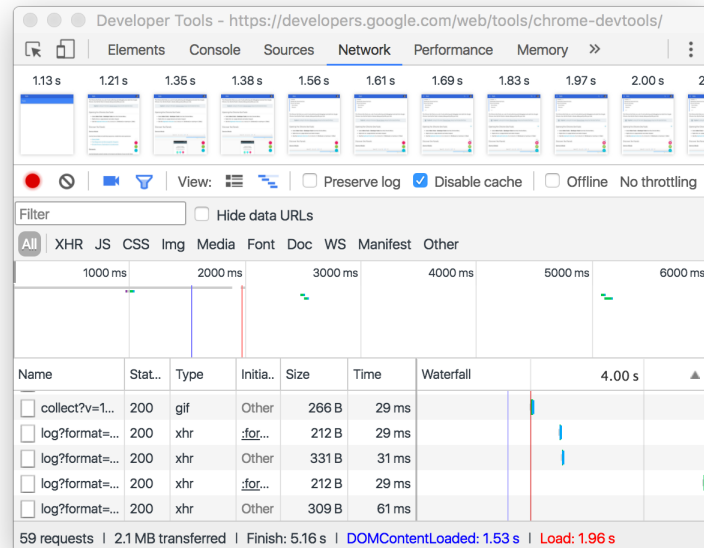 Developer Tools - https://developers.google.com/web/tools/chrome-devtools/
Elements Console Sources Network Performance Memory »
1.13 s 1.21 s 1.35 s 1.38 s 1.56 s 1.61 s 1.69 s 1.83 s 1.97 s 2.00 s 2
View: Preserve log Disable cache Offline No throttling
Filter Hide data URLs
All XHR JS CSS Img Media Font Doc WS Manifest Other
1000 ms 2000 ms 3000 ms 4000 ms 5000 ms 6000 ms
Name Stat... Type Initia.. Size Time Waterfall 4.00 s
collect?v=1... 200 gif Other 266 B 29 ms
log?format=... 200 xhr :for... 212 B 29 ms
log?format=... 200 xhr Other 331 B 31 ms
log?format=... 200 xhr :for... 212 B 29 ms
log?format=... 200 xhr Other 309 B 61 ms
59 requests | 2.1 MB transferred | Finish: 5.16 s | DOMContentLoaded: 1.53 s | Load: 1.96 s